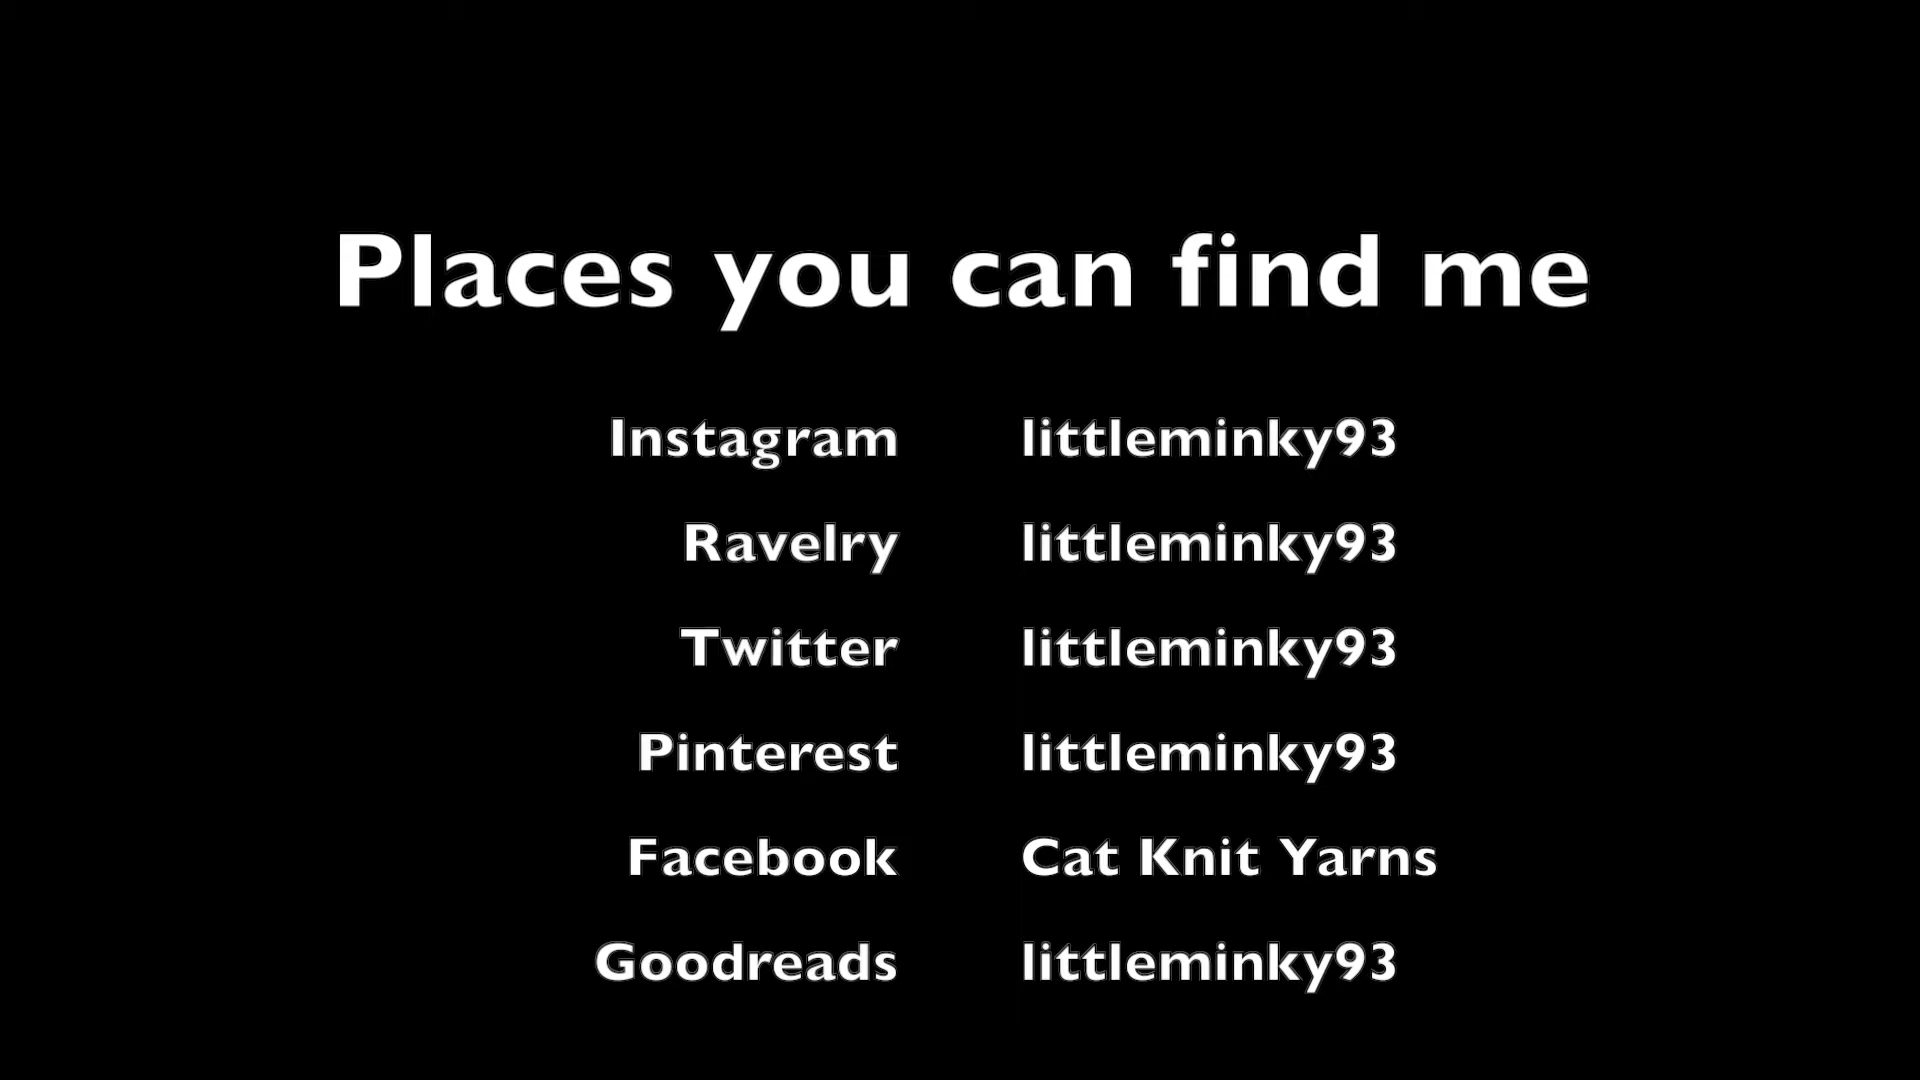 Places you can find me
Instagram littleminky93
Ravelry littleminky93
Twitter littleminky93
Pinterest littleminky93
Facebook Cat Knit Yarns
Goodreads littleminky93